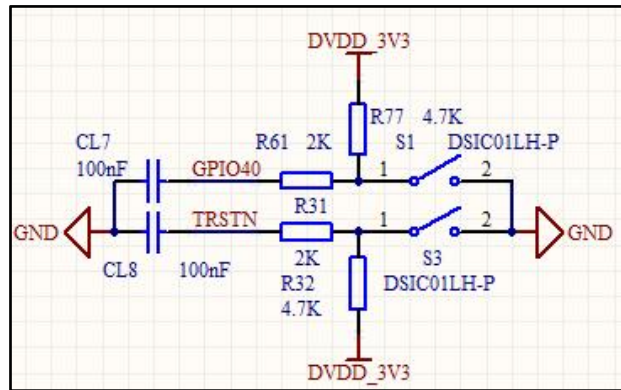 DVDD_3V3
R77 4.7K
CL7 R61 2K S1 DSIC01LH-P
100nF GPIO40 1 2
R31
GND TRSTN 1 2 GND
CL8 100nF 2K S3
R32 DSIC01LH-P
4.7K
DVDD_3V3